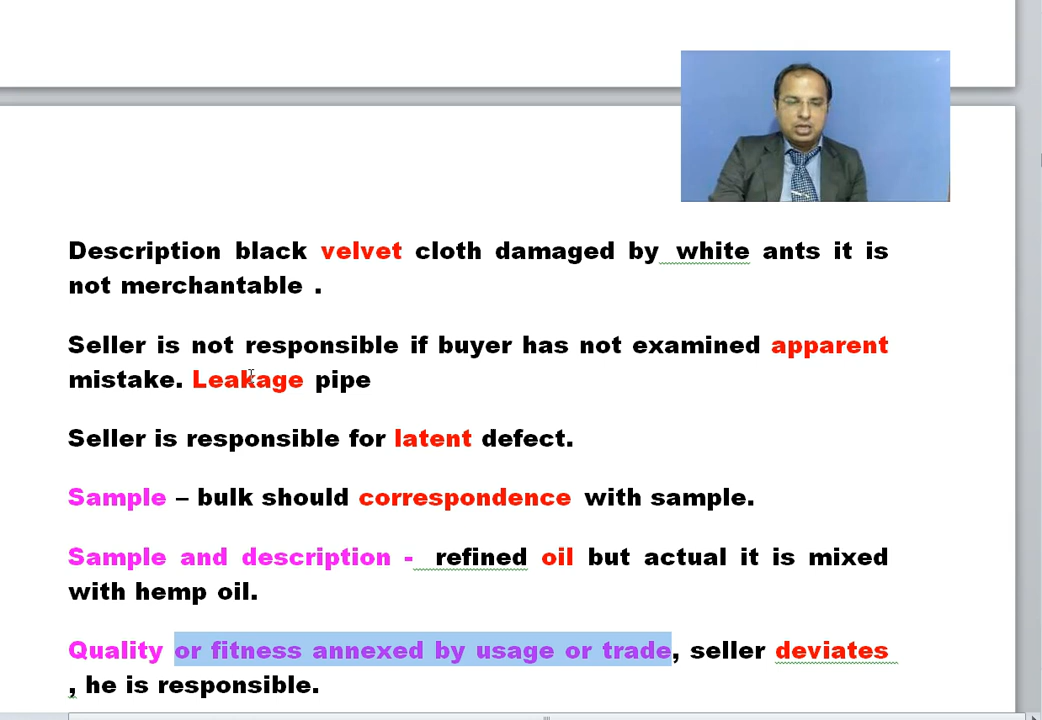 Description black velvet cloth damaged by white ants it is
not merchantable .
Seller is not responsible if buyer has not examined apparent
mistake. Leakage pipe
Seller is responsible for latent defect.
Sample – bulk should correspondence with sample.
Sample and description - refined oil but actual it is mixed
with hemp oil.
Quality or fitness annexed by usage or trade, seller deviates
, he is responsible.